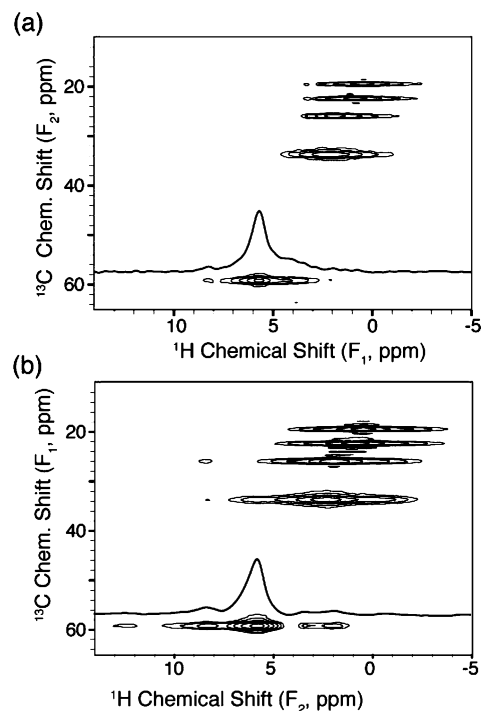 (a)
20
40
60
¹³C Chem. Shift (F₂, ppm)
10
5
0
-5
¹H Chemical Shift (F₁, ppm)
(b)
20
40
60
¹³C Chem. Shift (F₁, ppm)
10
5
0
-5
¹H Chemical Shift (F₂, ppm)